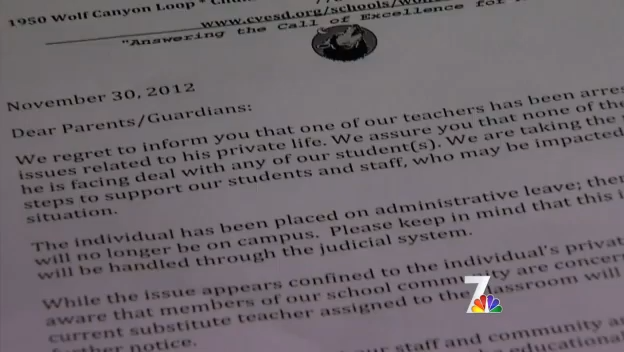 1950 Wolf Canyon Loop *
www.cvesd.org/schools/
"Answering the Call of Excellence for
November 30, 2012
Dear Parents/Guardians:
We regret to inform you that one of our teachers has been
issues related to his private life. We assure you that none of the
he is facing deal with any of our student(s). We are taking the
steps to support our students and staff, who may be impacted
situation.
The individual has been placed on administrative leave;
will no longer be on campus. Please keep in mind that this
will be handled through the judicial system.
While the issue appears confined to the individual's
aware that members of our school community are
current substitute teacher assigned to the classroom will
further notice.
our staff and community
7